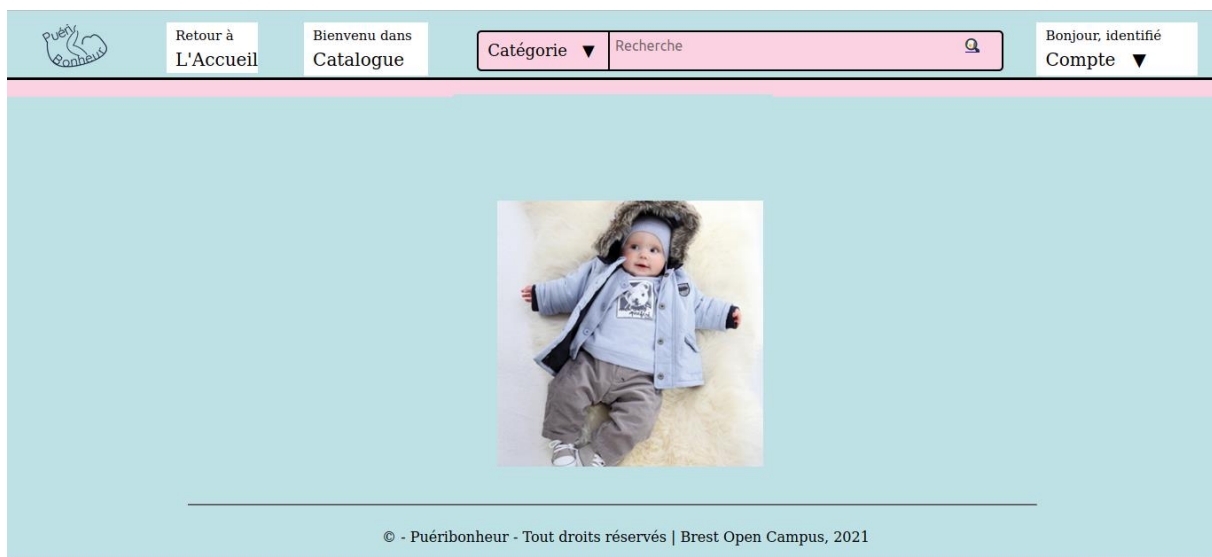 Puéry
Bonheur
Retour à
L'Accueil
Bienvenu dans
Catalogue
Catégorie ▼
Recherche
Bonjour, identifié
Compte ▼
© - Puéribonheur - Tout droits réservés | Brest Open Campus, 2021